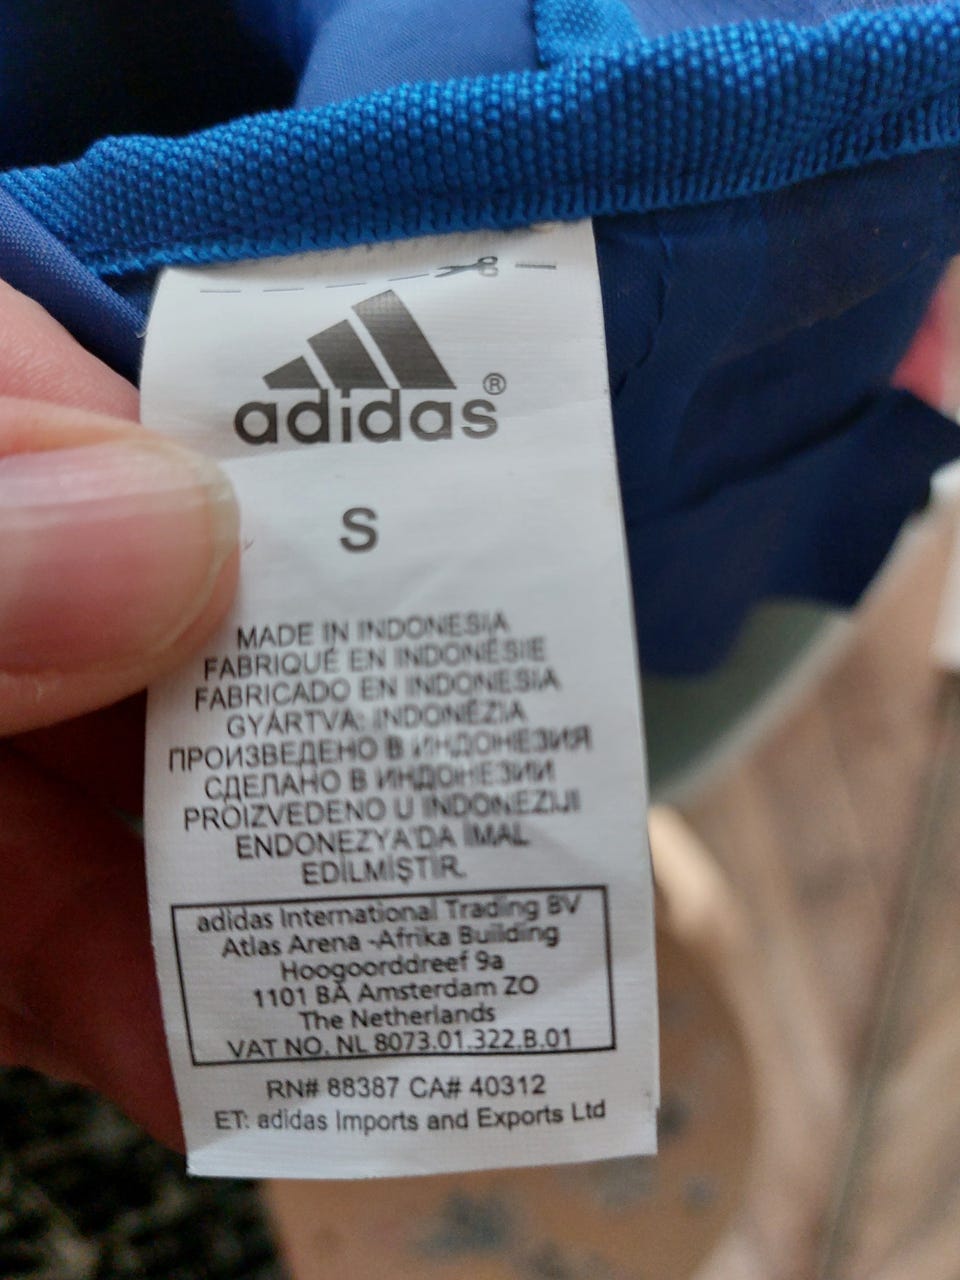 adidas®
S
MADE IN INDONESIA
FABRIQUÉ EN INDONÉSIE
FABRICADO EN INDONESIA
GYÁRTVA: INDONÉZIA
ПРОИЗВЕДЕНО В ИНДОНЕЗИЯ
СДЕЛАНО В ИНДОНЕЗИИ
PROIZVEDENO U INDONEZIJI
ENDONEZYA'DA İMAL
EDİLMİŞTİR.
adidas International Trading BV
Atlas Arena -Afrika Building
Hoogoorddreef 9a
1101 BA Amsterdam ZO
The Netherlands
VAT NO. NL 8073.01.322.B.01
RN# 88387 CA# 40312
ET: adidas Imports and Exports Ltd